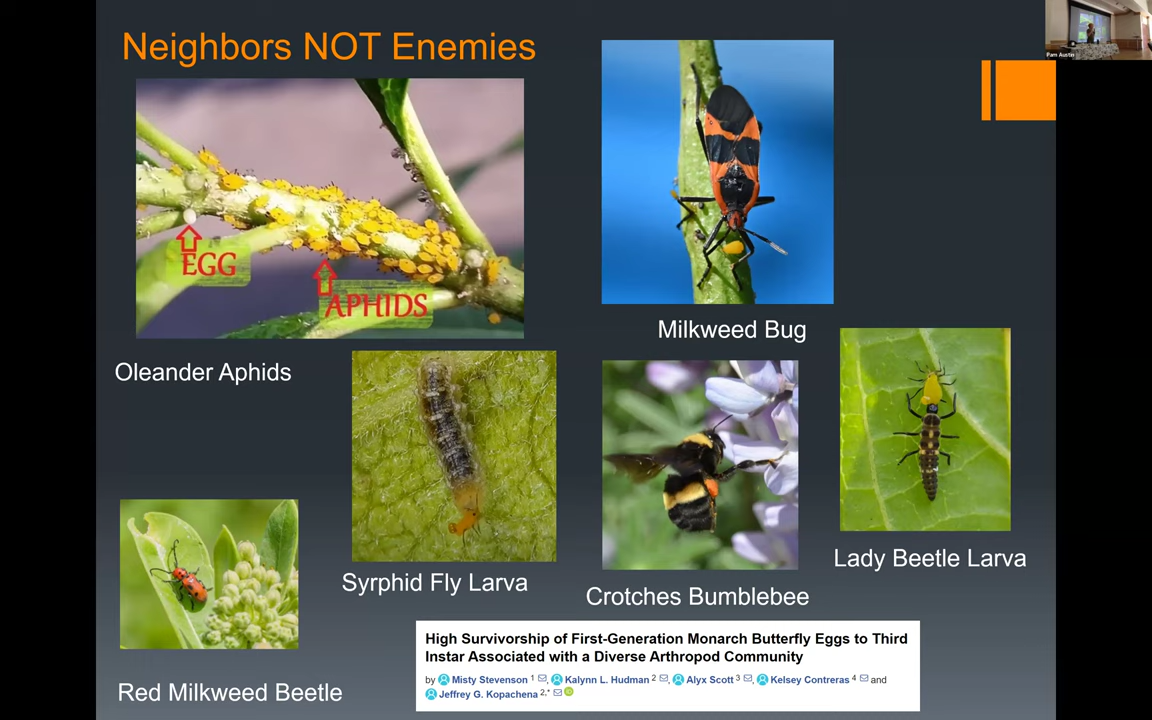 Neighbors NOT Enemies
Pam Austin
EGG
APHIDS
Milkweed Bug
Oleander Aphids
Lady Beetle Larva
Syrphid Fly Larva
Crotches Bumblebee
Red Milkweed Beetle
High Survivorship of First-Generation Monarch Butterfly Eggs to Third
Instar Associated with a Diverse Arthropod Community
by Misty Stevenson 1, Kalynn L. Hudman 2, Alyx Scott 3, Kelsey Contreras 4 and
Jeffrey G. Kopachena 2,*